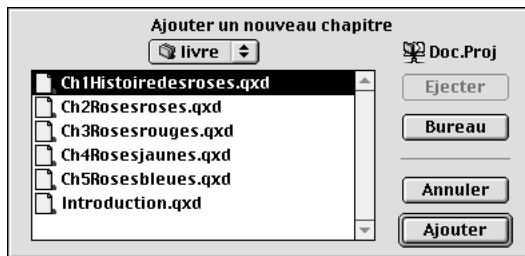 Ajouter un nouveau chapitre
livre
Doc.Proj
Ch1Histoiredesroses.qxd
Ch2Rosesroses.qxd
Ch3Rosesrouges.qxd
Ch4Rosesjaunes.qxd
Ch5Rosesbleues.qxd
Introduction.qxd
Ejecter
Bureau
Annuler
Ajouter